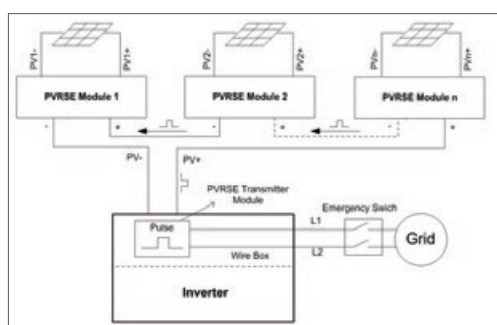 PV1- PV1+ PV2- PV2+ PVn- PVn+
PVRSE Module 1 PVRSE Module 2 PVRSE Module n
- + - + - +
PV- PV+
PVRSE Transmitter
Module
Emergency Swich
Pulse
L1
L2
Grid
Wire Box
Inverter